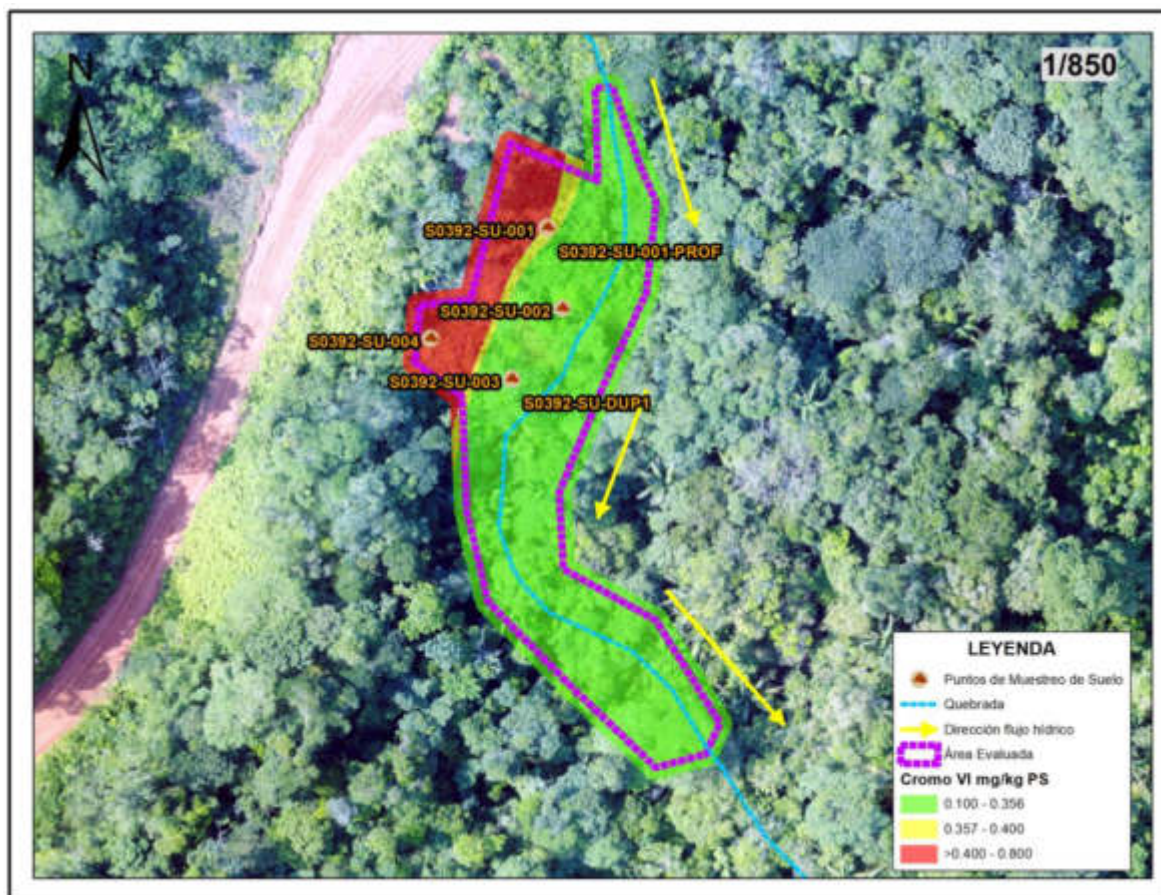 1/850
N
S0392-SU-001
S0392-SU-001-PROF
S0392-SU-002
S0392-SU-004
S0392-SU-003
S0392-SU-DUP1
LEYENDA
Puntos de Muestreo de Suelo
Quebrada
Dirección flujo hídrico
Área Evaluada
Cromo VI mg/kg PS
0.100 - 0.356
0.357 - 0.400
>0.400 - 0.800